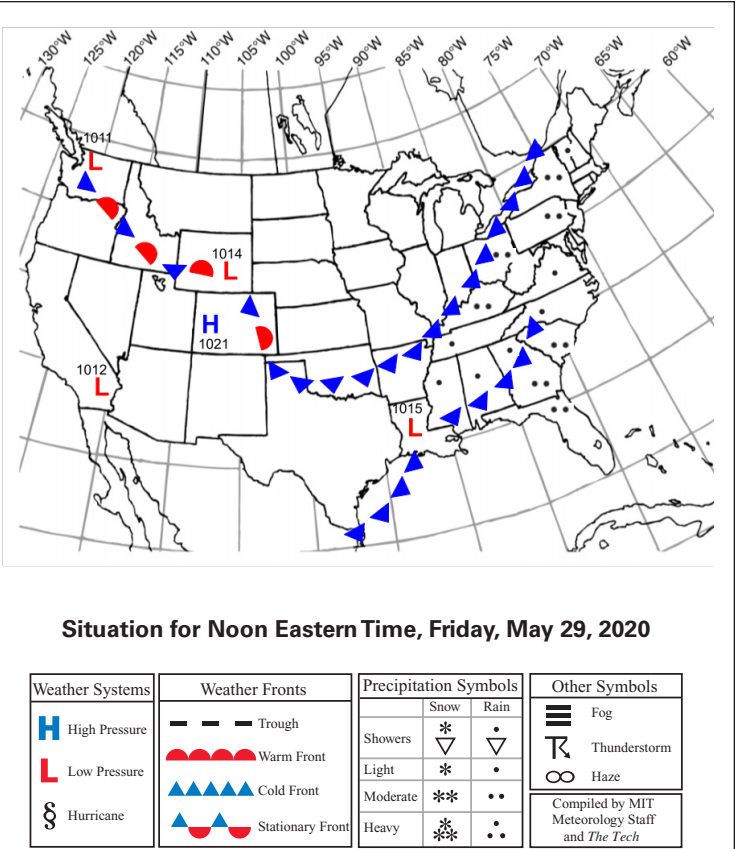 130°W 125°W 120°W 115°W 110°W 105°W 100°W 95°W 90°W 85°W 80°W 75°W 70°W 65°W 60°W
1011
L
1014
L
H
1021
1012
L
1015
L
Situation for Noon Eastern Time, Friday, May 29, 2020
Weather Systems
H High Pressure
L Low Pressure
§ Hurricane
Weather Fronts
Trough
Warm Front
Cold Front
Stationary Front
Precipitation Symbols
Snow Rain
Showers
Light
Moderate
Heavy
Other Symbols
Fog
Thunderstorm
Haze
Compiled by MIT
Meteorology Staff
and The Tech